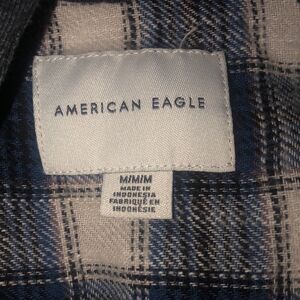 AMERICAN EAGLE
M/M/M
MADE IN
INDONESIA
FABRIQUÉ EN
INDONÉSIE